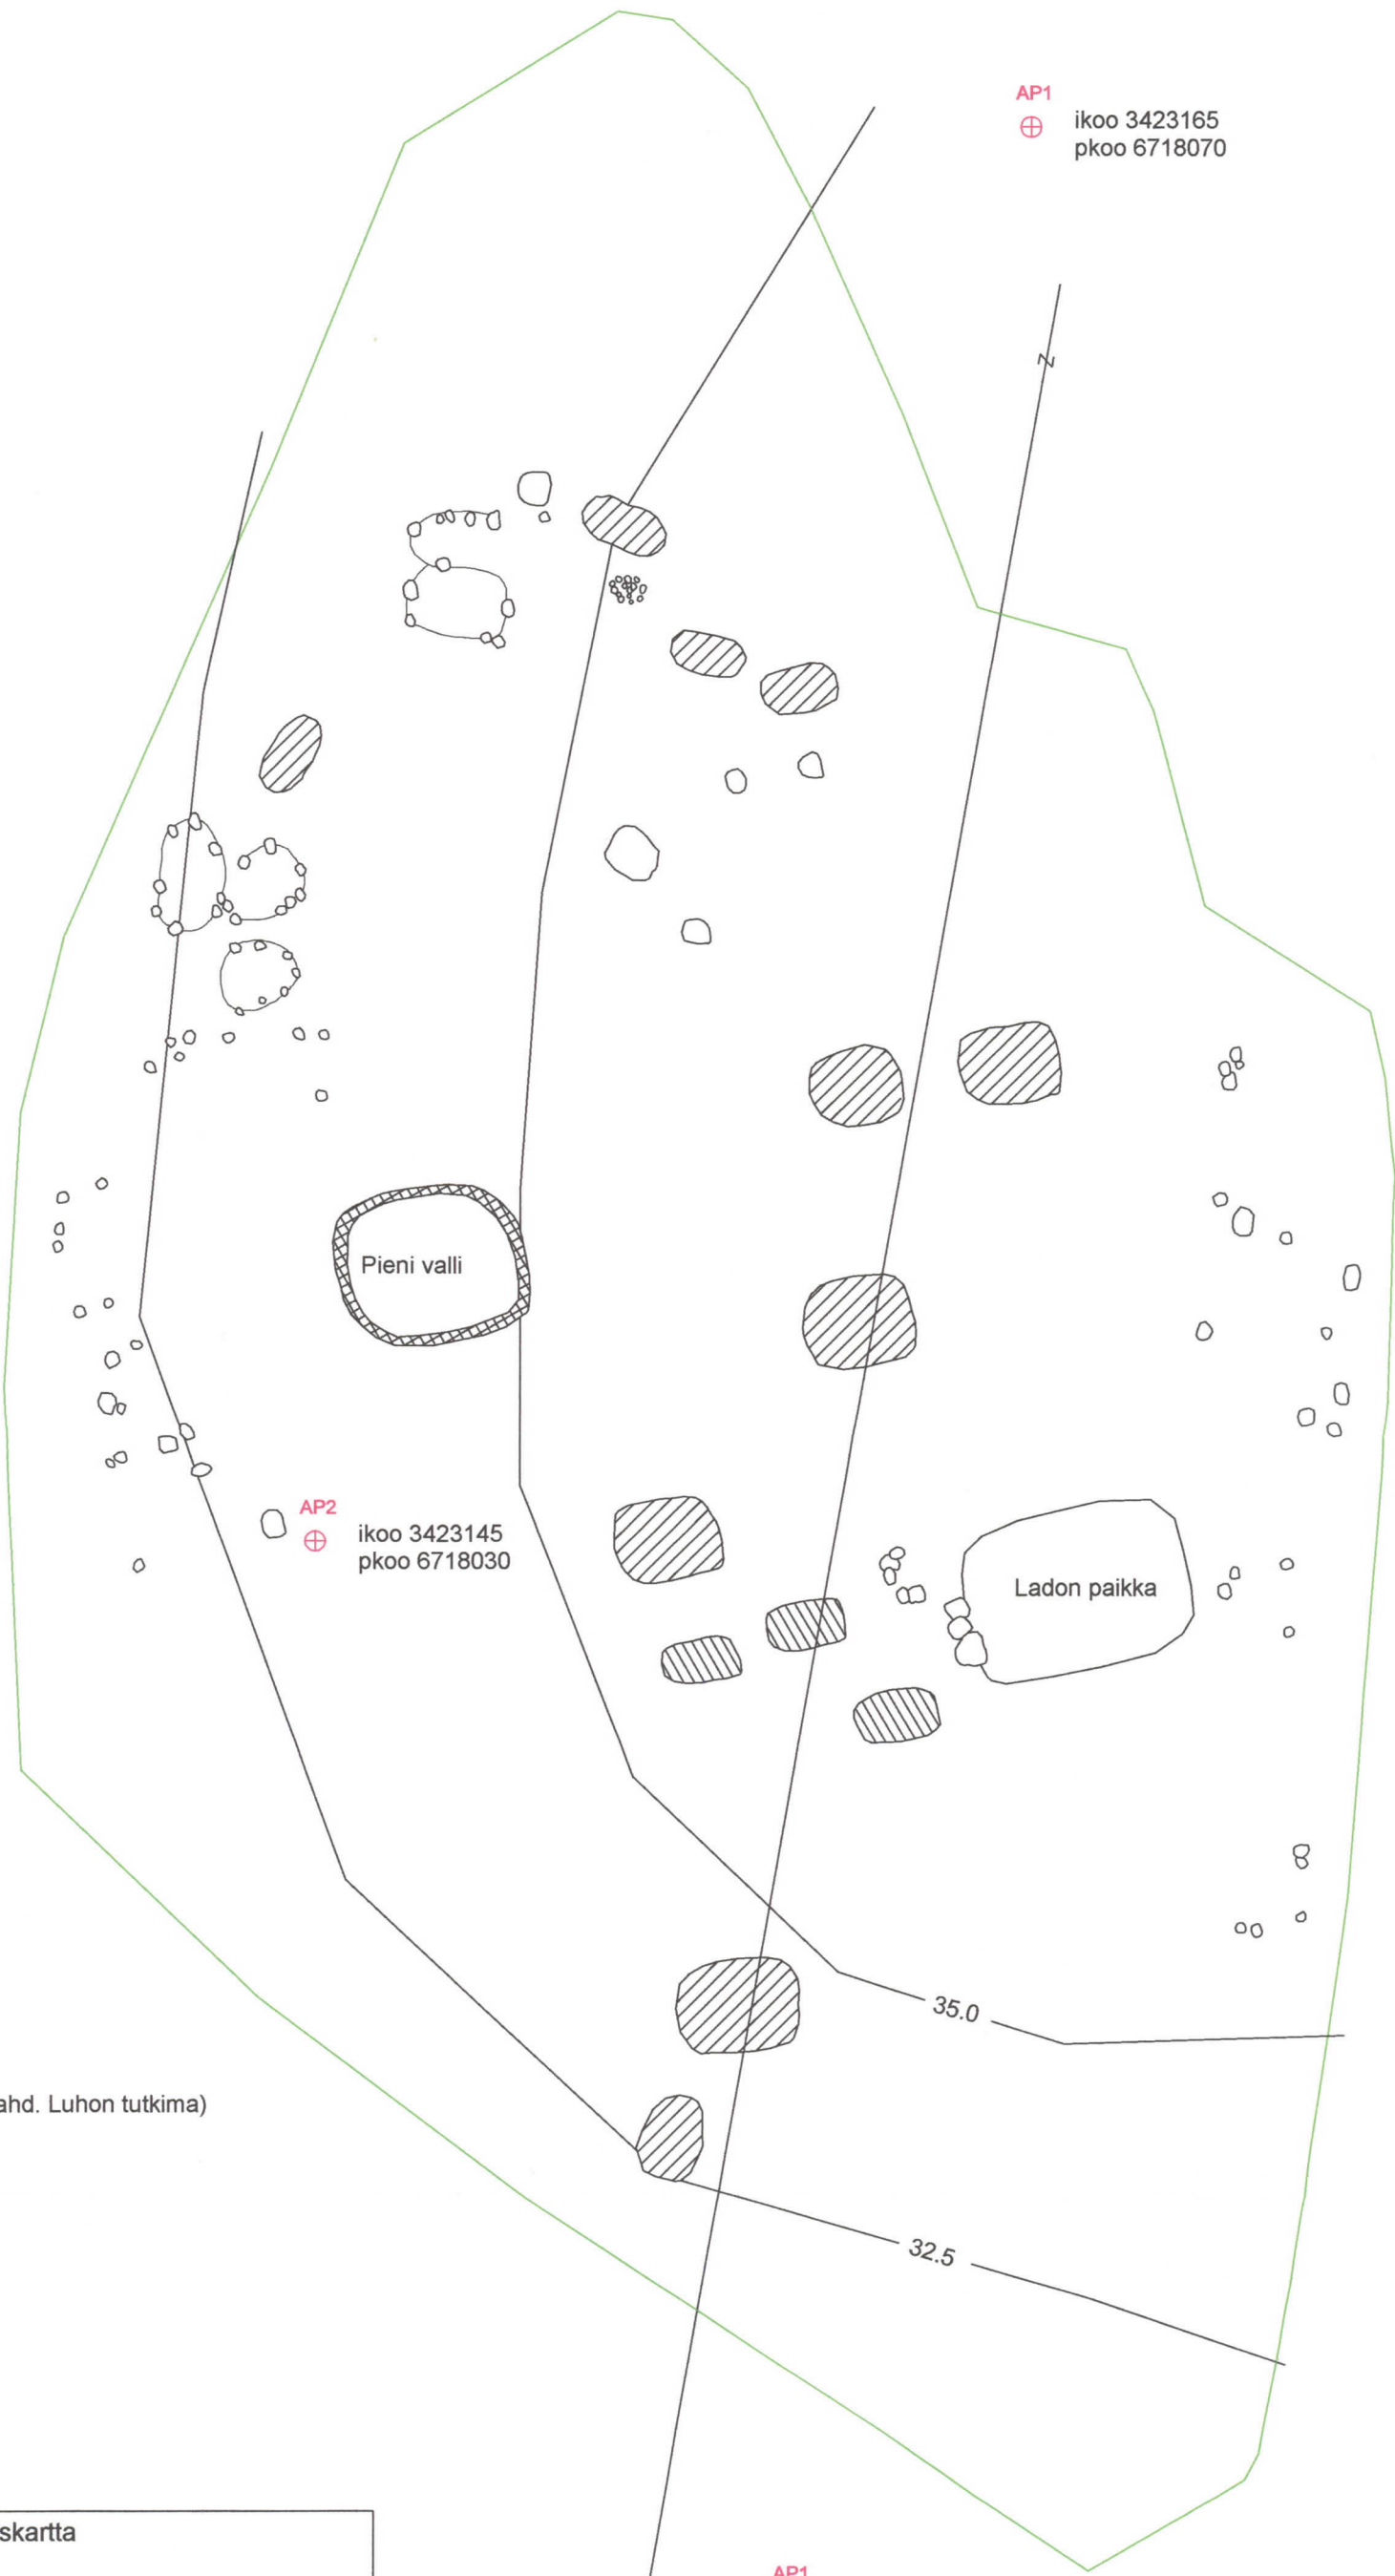 AP1
ikoo 3423165
pkoo 6718070
N
Pieni valli
AP2
ikoo 3423145
pkoo 6718030
Ladon paikka
35.0
ahd. Luhon tutkima)
32.5
skartta
AP1